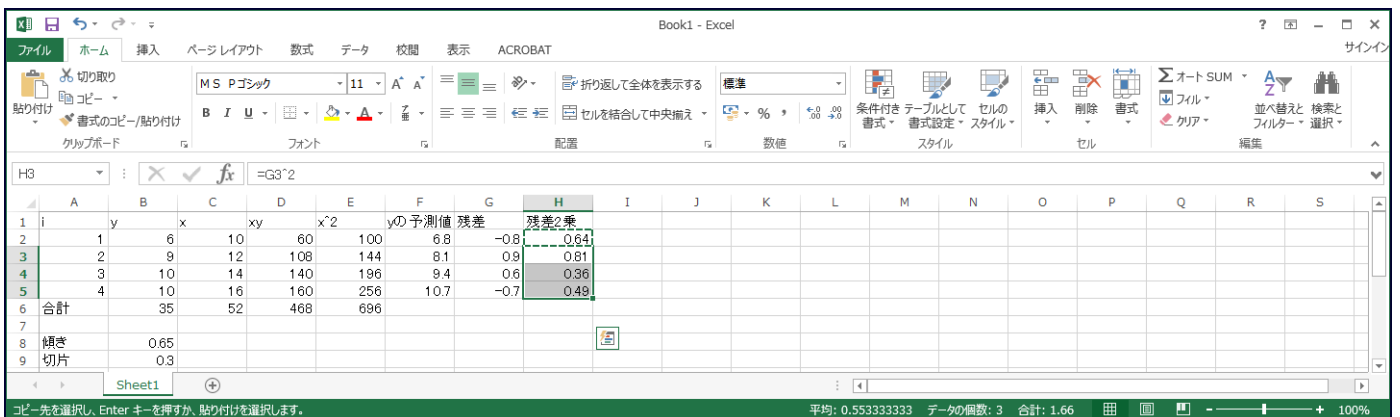 Book1 - Excel
ファイル ホーム 挿入 ページ レイアウト 数式 データ 校閲 表示 ACROBAT サインイン
切り取り
コピー
書式のコピー/貼り付け
貼り付け
クリップボード
MS Pゴシック 11
B I U
フォント
折り返して全体を表示する
セルを結合して中央揃え
配置
標準
数値
条件付き書式 テーブルとして書式設定 セルのスタイル
スタイル
挿入 削除 書式
セル
オート SUM
フィル
クリア
並べ替えとフィルター 検索と選択
編集
H3 fx =G3^2
A B C D E F G H I J K L M N O P Q R S
1 i y x xy x^2 yの予測値 残差 残差2乗
2 1 6 10 60 100 6.8 -0.8 0.64
3 2 9 12 108 144 8.1 0.9 0.81
4 3 10 14 140 196 9.4 0.6 0.36
5 4 10 16 160 256 10.7 -0.7 0.49
6 合計 35 52 468 696
7
8 傾き 0.65
9 切片 0.3
Sheet1
コピー先を選択し、Enter キーを押すか、貼り付けを選択します。 平均: 0.553333333 データの個数: 3 合計: 1.66 100%